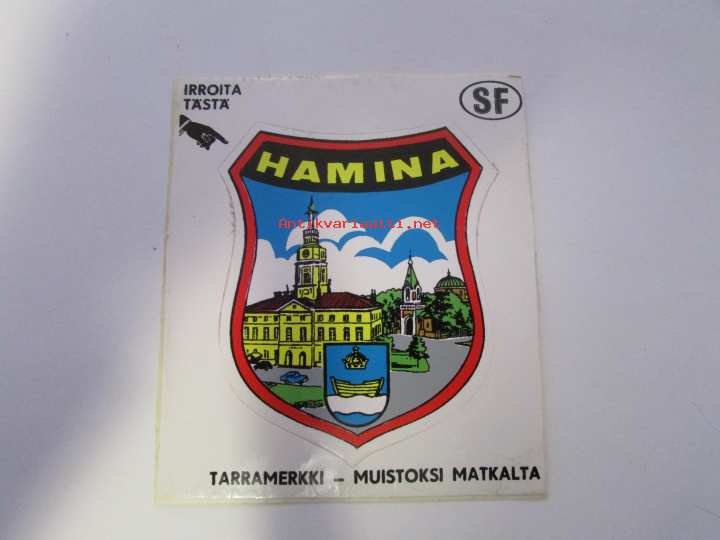 IRROITA
TÄSTÄ
SF
HAMINA
Antikvariaatti.net
TARRAMERKKI – MUISTOKSI MATKALTA